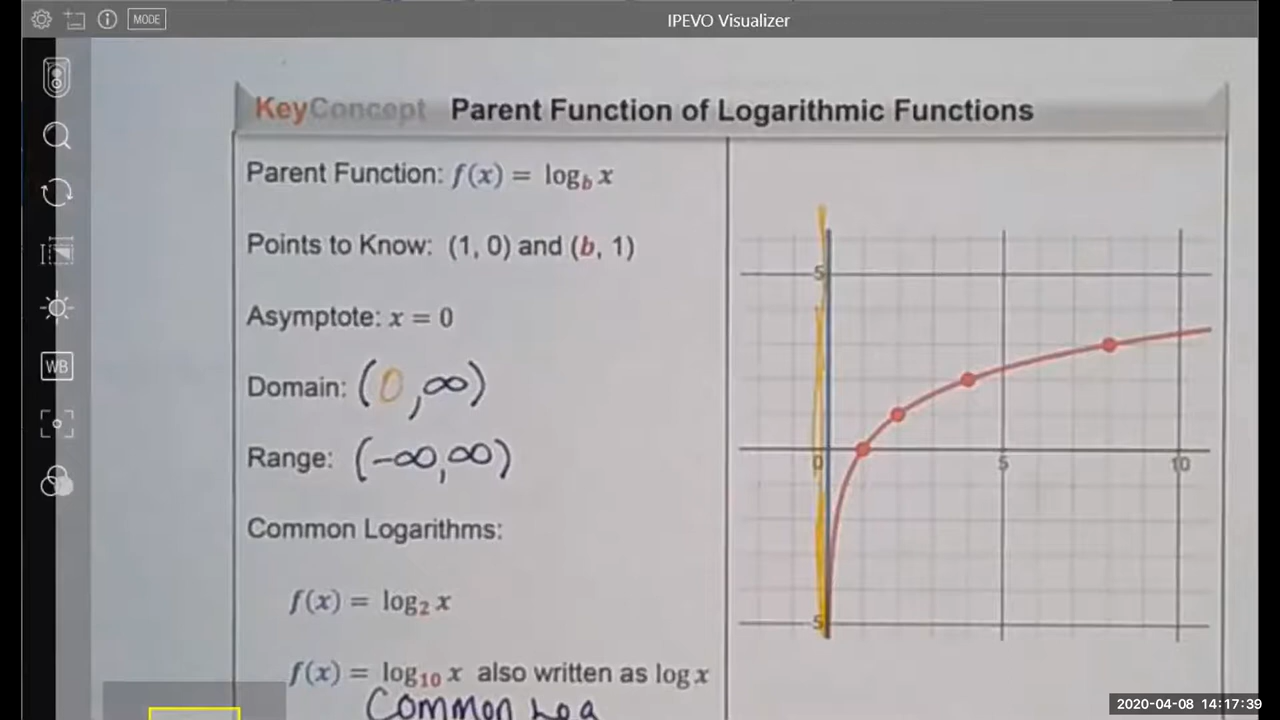 MODE
IPEVO Visualizer
KeyConcept Parent Function of Logarithmic Functions
Parent Function: f(x) = log_b x
Points to Know: (1, 0) and (b, 1)
Asymptote: x = 0
Domain: (0, ∞)
Range: (-∞, ∞)
Common Logarithms:
f(x) = log₂ x
f(x) = log₁₀ x also written as log x
Common Log
5
0 5 10
-5
WB
2020-04-08 14:17:39